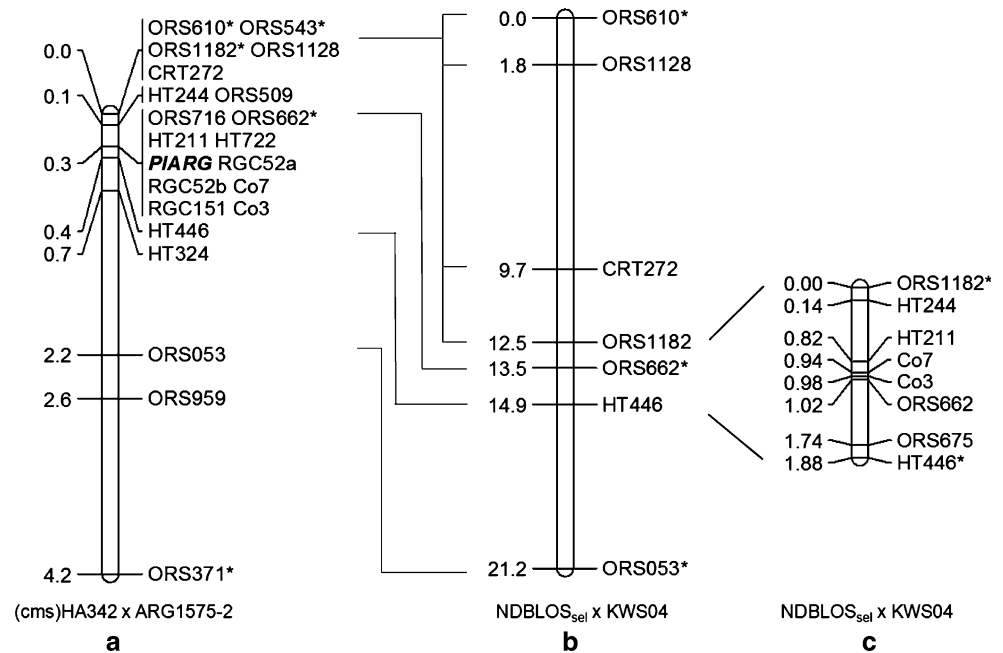 0.0 ORS610* ORS543*
ORS1182* ORS1128
CRT272
0.1 HT244 ORS509
ORS716 ORS662*
HT211 HT722
0.3 PlARG RGC52a
RGC52b Co7
RGC151 Co3
0.4 HT446
0.7 HT324
2.2 ORS053
2.6 ORS959
4.2 ORS371*
(cms)HA342 x ARG1575-2
a
0.0 ORS610*
1.8 ORS1128
9.7 CRT272
12.5 ORS1182
13.5 ORS662*
14.9 HT446
21.2 ORS053*
NDBLOSsel x KWS04
b
0.00 ORS1182*
0.14 HT244
0.82 HT211
0.94 Co7
0.98 Co3
1.02 ORS662
1.74 ORS675
1.88 HT446*
NDBLOSsel x KWS04
c